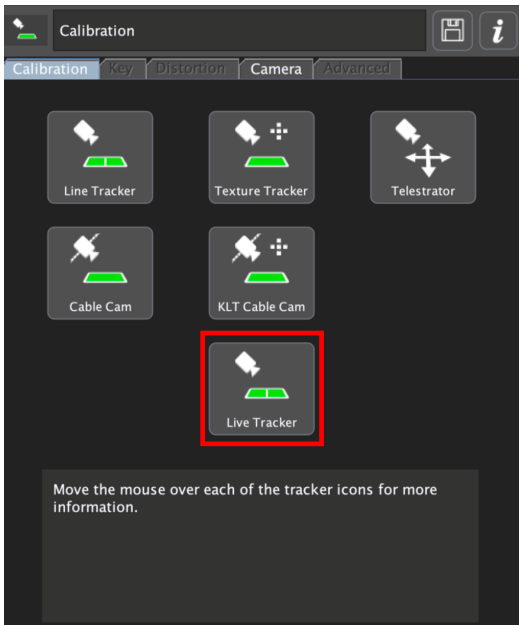 Calibration
i
Calibration Key Distortion Camera Advanced
Line Tracker Texture Tracker Telestrator
Cable Cam KLT Cable Cam
Live Tracker
Move the mouse over each of the tracker icons for more
information.